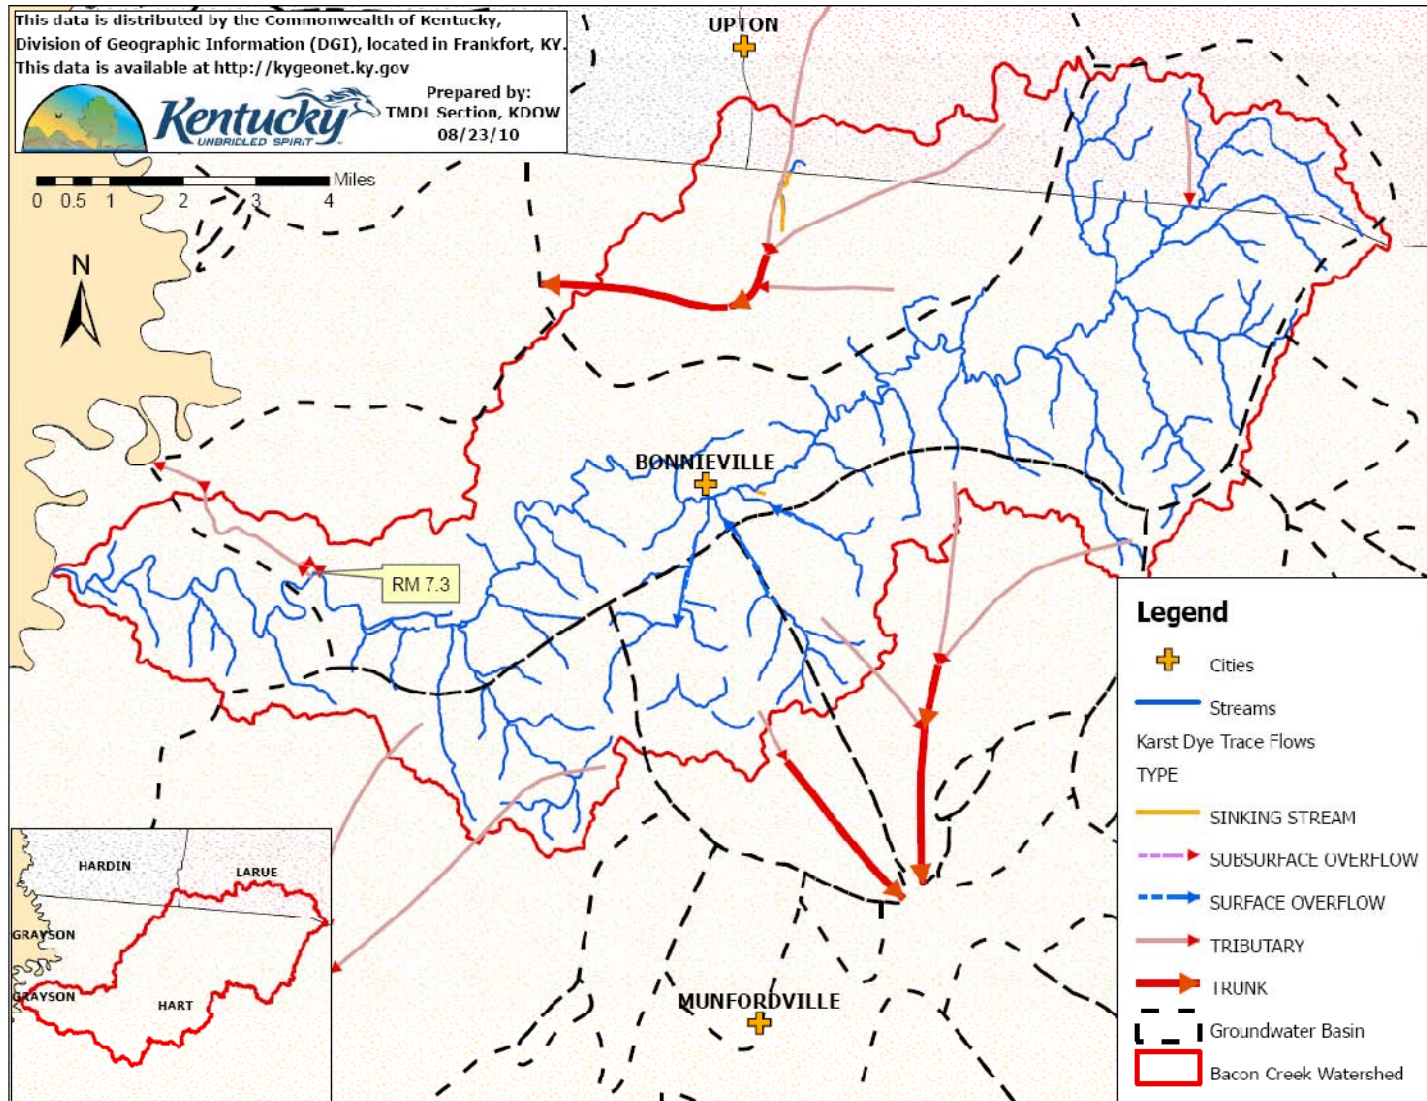 This data is distributed by the Commonwealth of Kentucky,
Division of Geographic Information (DGI), located in Frankfort, KY.
This data is available at http://kygeonet.ky.gov
Kentucky
UNBRIDLED SPIRIT
Prepared by:
TMDL Section, KDOW
08/23/10
Miles
0 0.5 1 2 3 4
N
UPTON
BONNIEVILLE
RM 7.3
MUNFORDVILLE
Legend
Cities
Streams
Karst Dye Trace Flows
TYPE
SINKING STREAM
SUBSURFACE OVERFLOW
SURFACE OVERFLOW
TRIBUTARY
TRUNK
Groundwater Basin
Bacon Creek Watershed
HARDIN
LARUE
GRAYSON
GRAYSON
HART